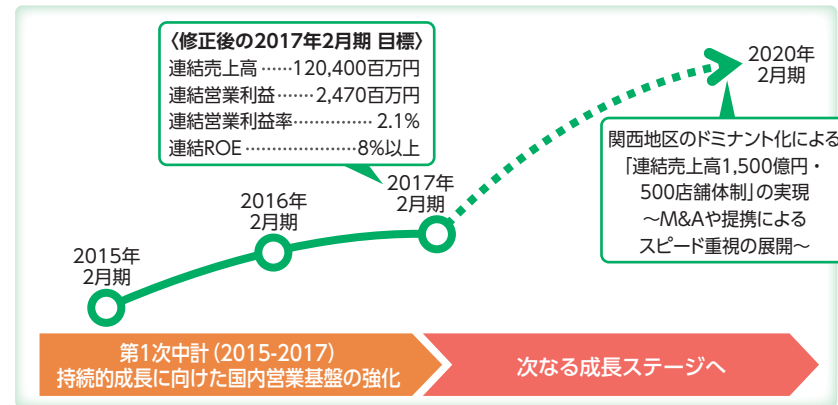 〈修正後の2017年2月期 目標〉
連結売上高……120,400百万円
連結営業利益……2,470百万円
連結営業利益率…………… 2.1%
連結ROE………………8%以上
2015年
2月期
2016年
2月期
2017年
2月期
2020年
2月期
関西地区のドミナント化による
「連結売上高1,500億円・
500店舗体制」の実現
～M&Aや提携による
スピード重視の展開～
第1次中計（2015-2017）
持続的成長に向けた国内営業基盤の強化
次なる成長ステージへ